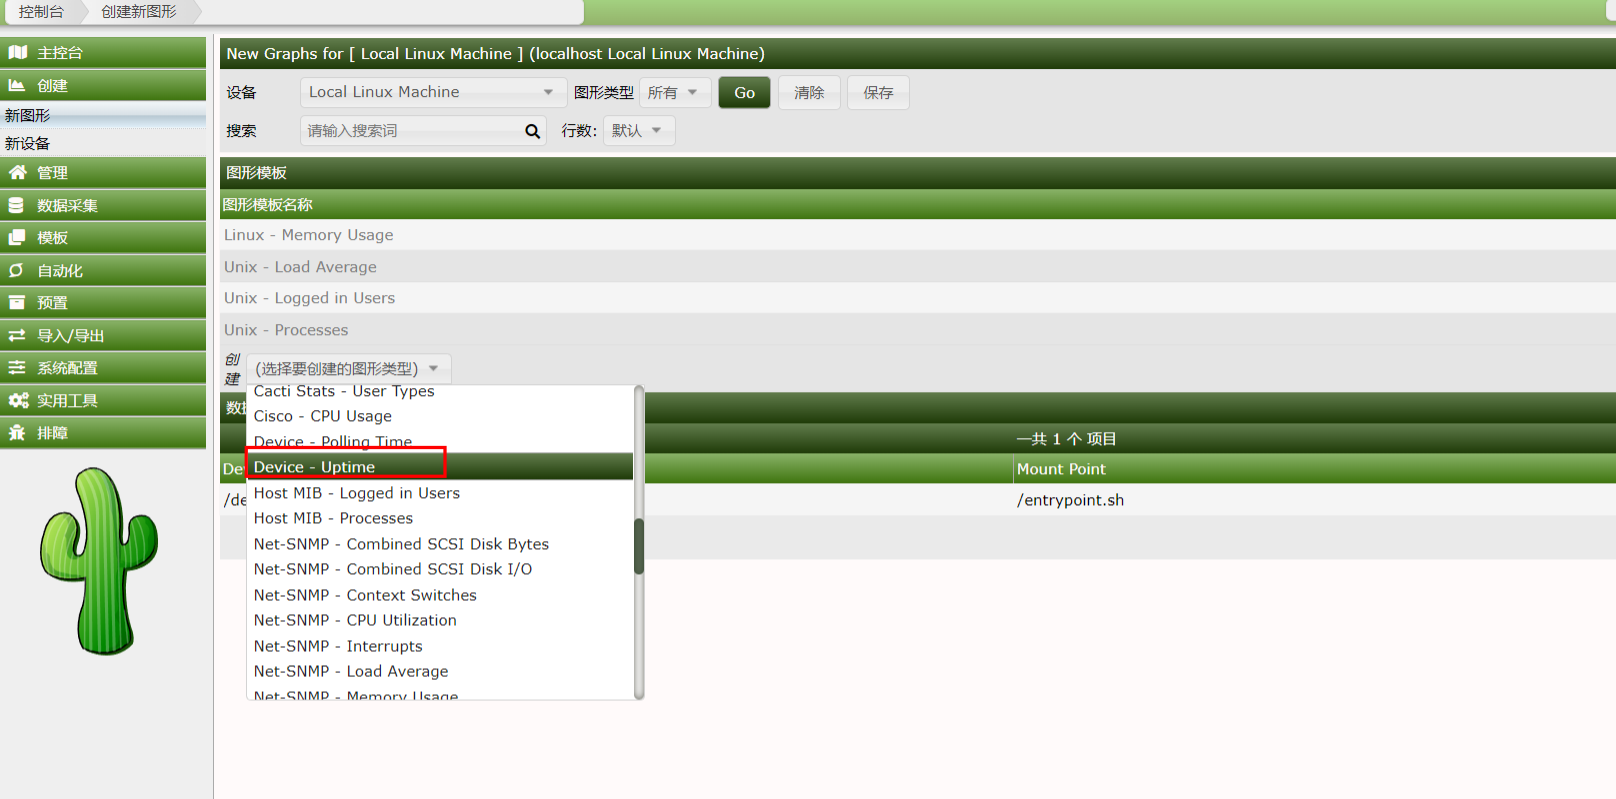 控制台 创建新图形
主控台
创建
新图形
新设备
管理
数据采集
模板
自动化
预置
导入/导出
系统配置
实用工具
排障
New Graphs for [ Local Linux Machine ] (localhost Local Linux Machine)
设备 Local Linux Machine 图形类型 所有 Go 清除 保存
搜索 请输入搜索词 行数: 默认
图形模板
图形模板名称
Linux - Memory Usage
Unix - Load Average
Unix - Logged in Users
Unix - Processes
创建 (选择要创建的图形类型)
Cacti Stats - User Types
Cisco - CPU Usage
Device - Polling Time
Device - Uptime
Host MIB - Logged in Users
Host MIB - Processes
Net-SNMP - Combined SCSI Disk Bytes
Net-SNMP - Combined SCSI Disk I/O
Net-SNMP - Context Switches
Net-SNMP - CPU Utilization
Net-SNMP - Interrupts
Net-SNMP - Load Average
Net-SNMP - Memory Usage
一共 1 个 项目
Mount Point
/entrypoint.sh